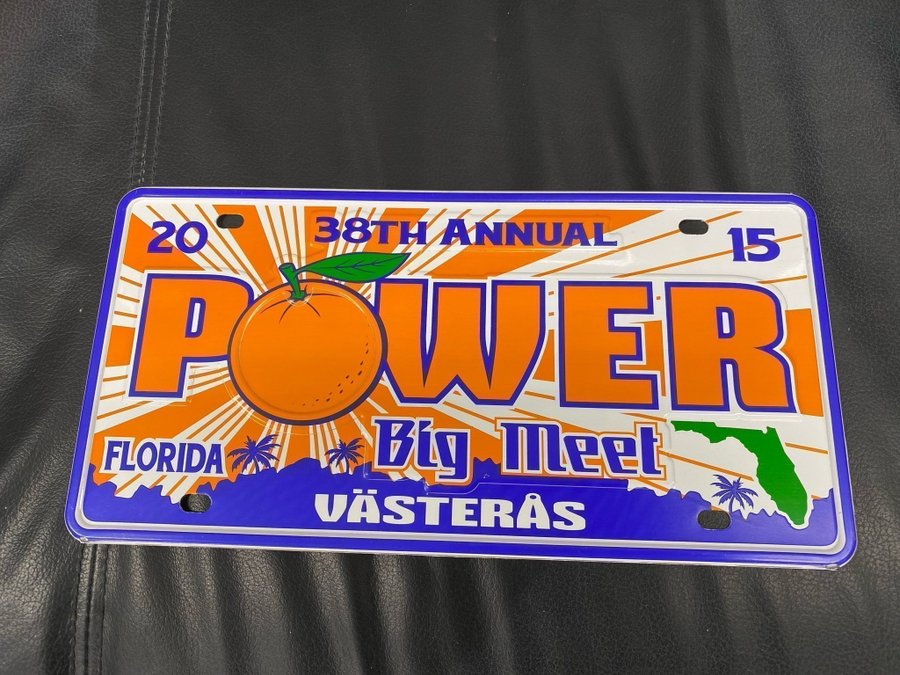 20 38TH ANNUAL 15
POWER
Big Meet
FLORIDA
VÄSTERÅS